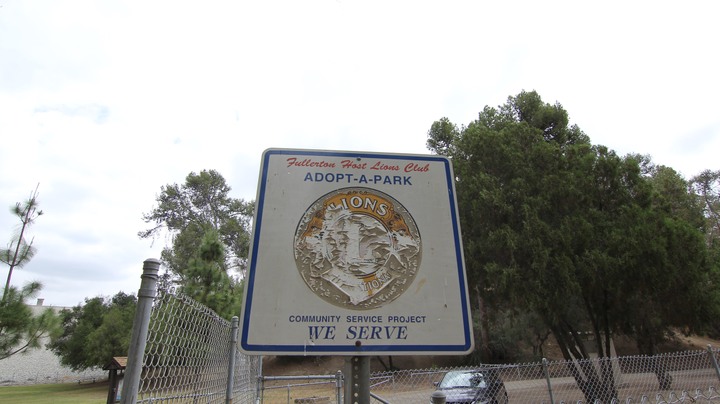 Fullerton Host Lions Club
ADOPT-A-PARK
LIONS
COMMUNITY SERVICE PROJECT
WE SERVE